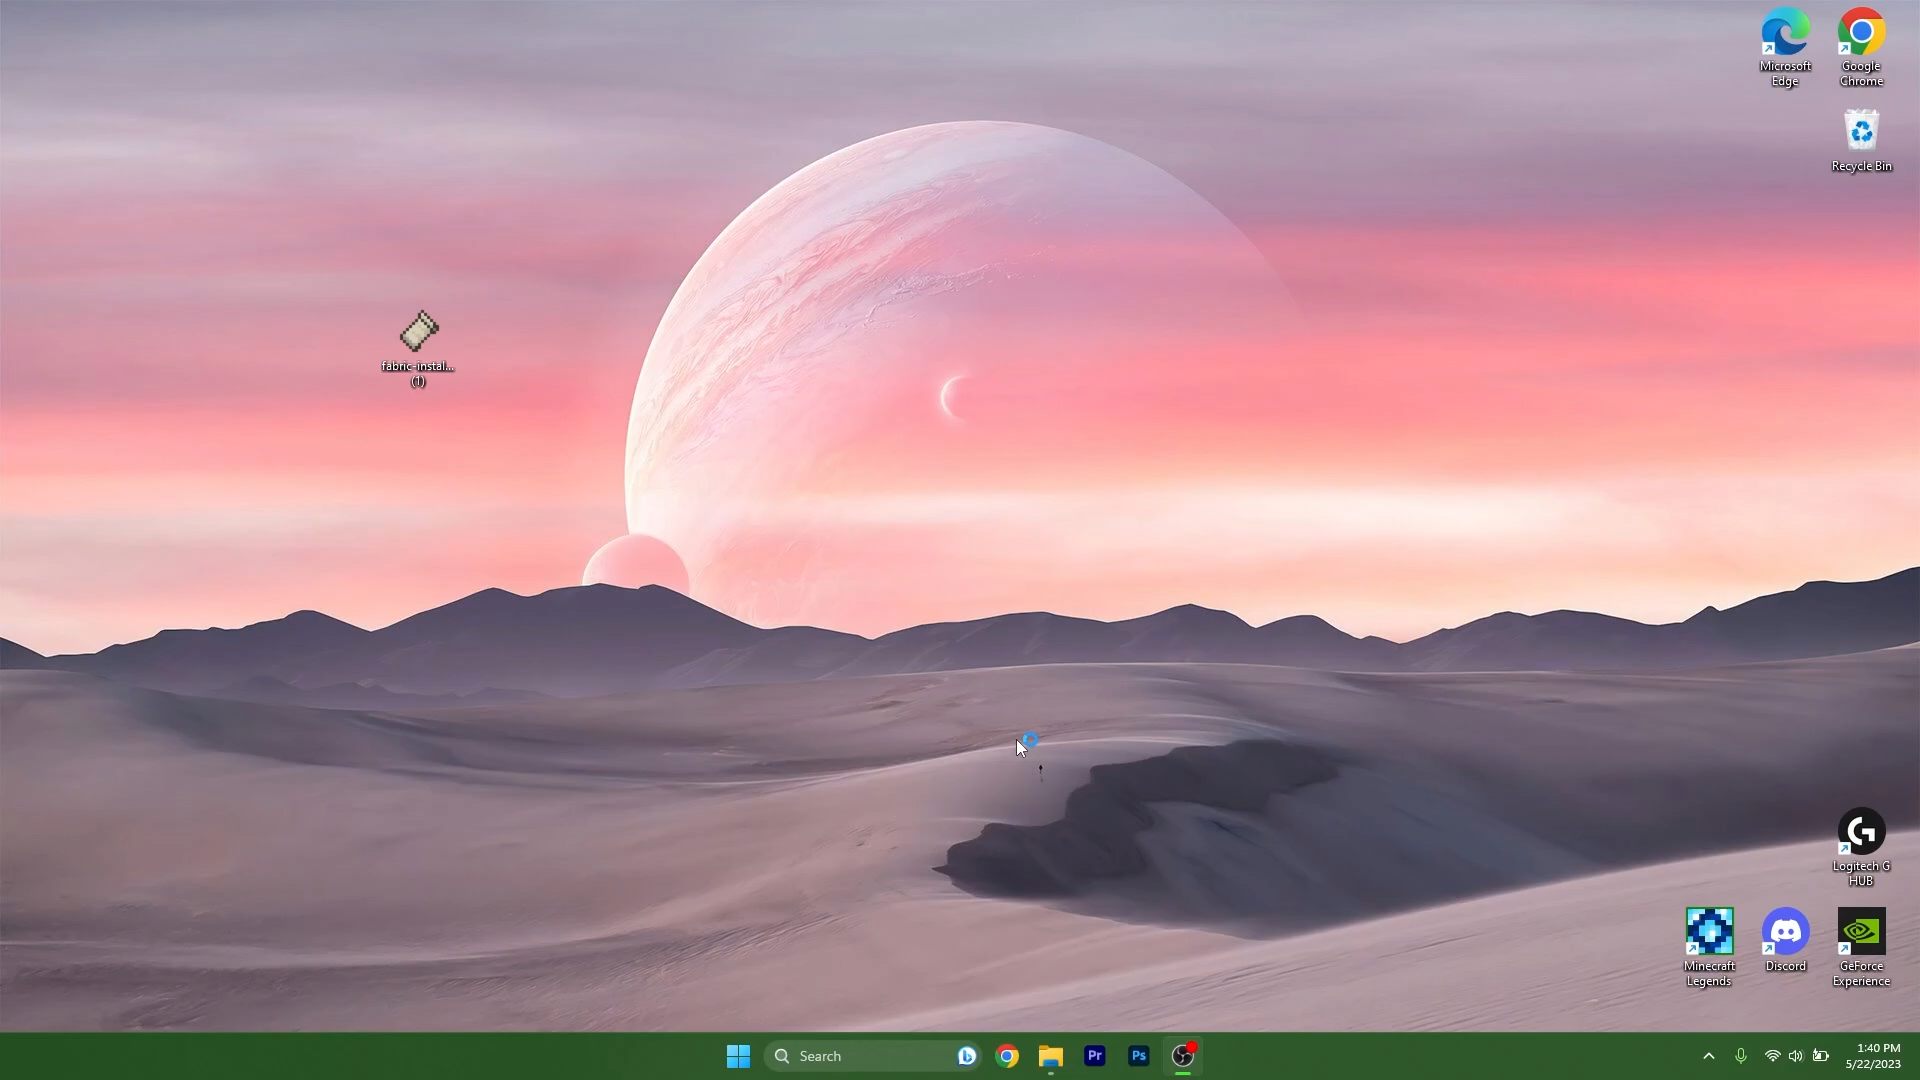 Microsoft
Edge
Google
Chrome
Recycle Bin
fabric-instal...
(1)
Logitech G
HUB
Minecraft
Legends
Discord
GeForce
Experience
Search
Pr
Ps
1:40 PM
5/22/2023